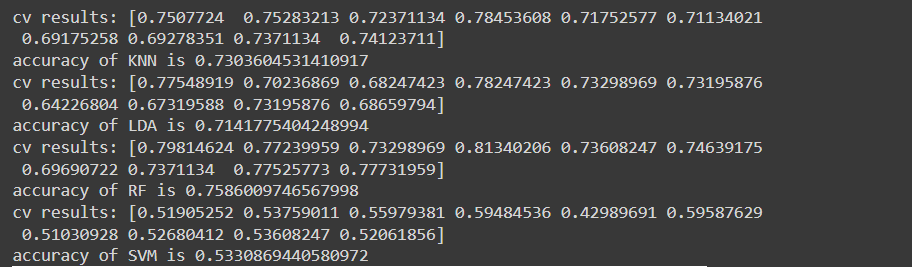 cv results: [0.7507724  0.75283213 0.72371134 0.78453608 0.71752577 0.71134021
 0.69175258 0.69278351 0.7371134  0.74123711]
accuracy of KNN is 0.7303604531410917
cv results: [0.77548919 0.70236869 0.68247423 0.78247423 0.73298969 0.73195876
 0.64226804 0.67319588 0.73195876 0.68659794]
accuracy of LDA is 0.7141775404248994
cv results: [0.79814624 0.77239959 0.73298969 0.81340206 0.73608247 0.74639175
 0.69690722 0.7371134  0.77525773 0.77731959]
accuracy of RF is 0.7586009746567998
cv results: [0.51905252 0.53759011 0.55979381 0.59484536 0.42989691 0.59587629
 0.51030928 0.52680412 0.53608247 0.52061856]
accuracy of SVM is 0.5330869440580972